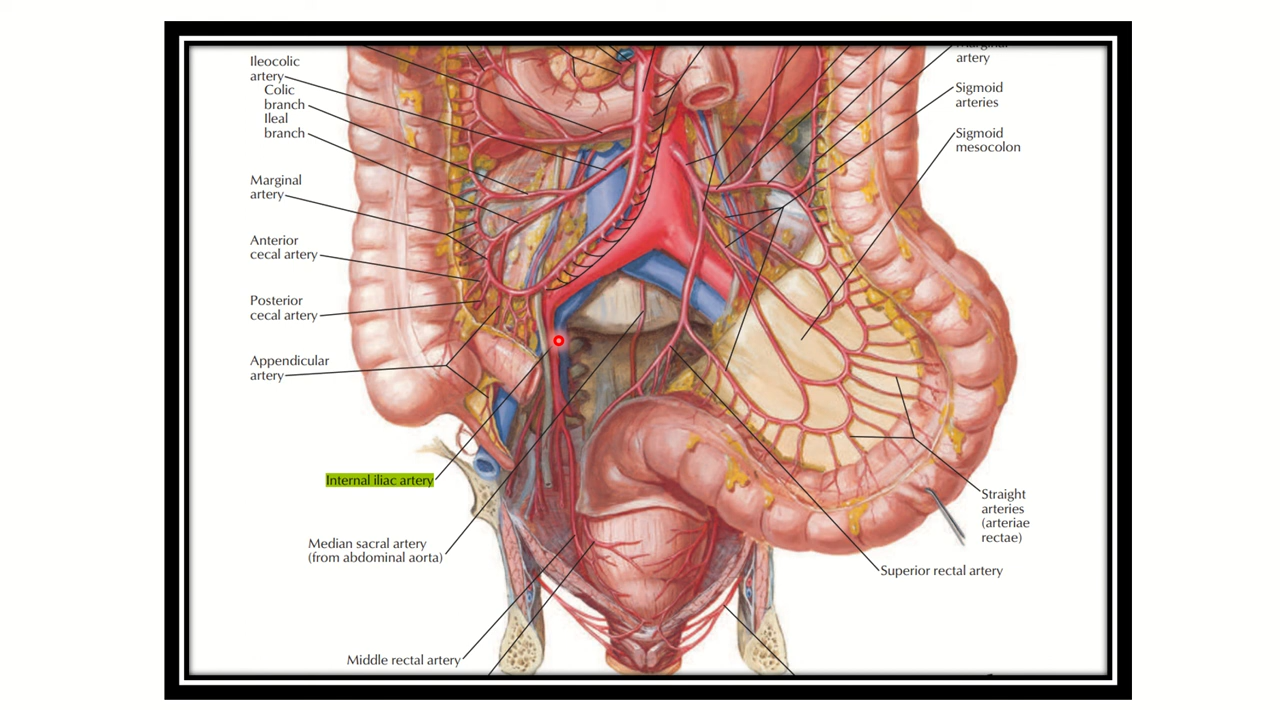 Ileocolic
artery
Colic
branch
Ileal
branch
Marginal
artery
Anterior
cecal artery
Posterior
cecal artery
Appendicular
artery
Internal iliac artery
Median sacral artery
(from abdominal aorta)
Middle rectal artery
Marginal
artery
Sigmoid
arteries
Sigmoid
mesocolon
Straight
arteries
(arteriae
rectae)
Superior rectal artery